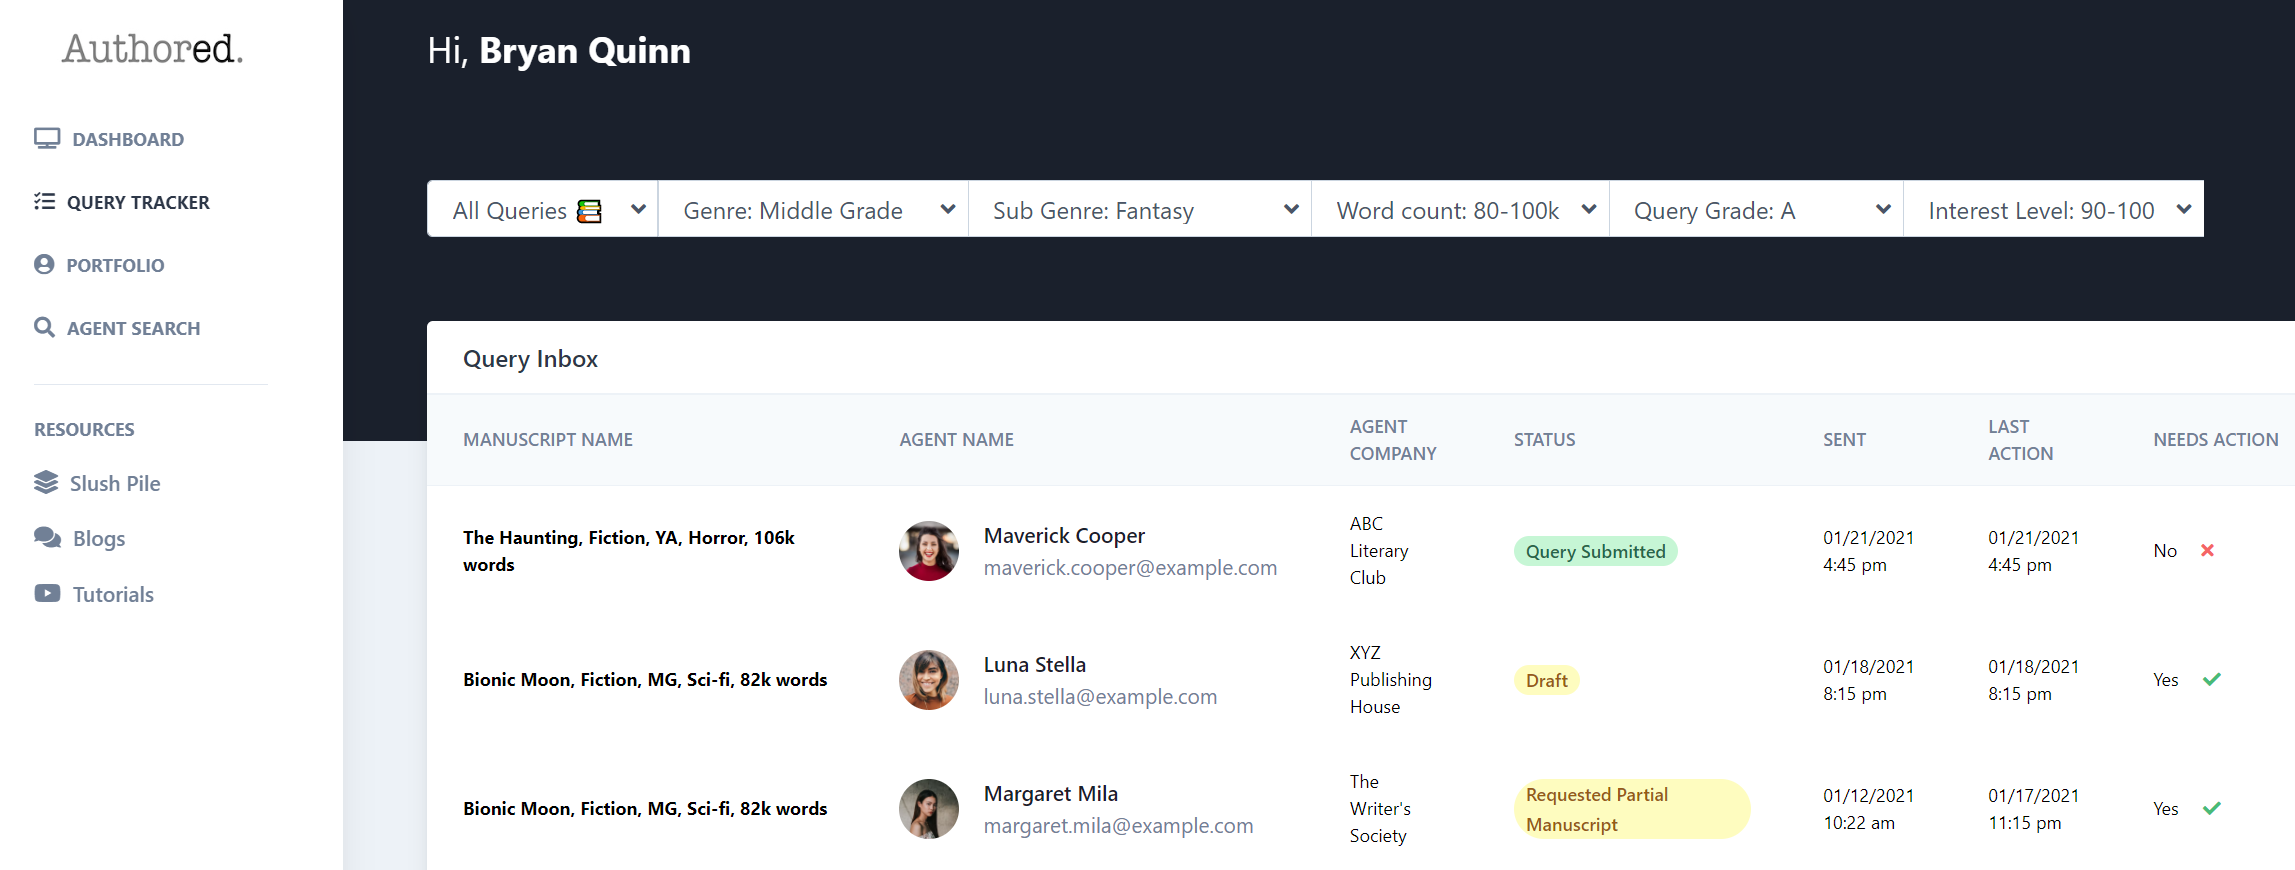 Authored.
Hi, Bryan Quinn
DASHBOARD
QUERY TRACKER
PORTFOLIO
AGENT SEARCH
RESOURCES
Slush Pile
Blogs
Tutorials
All Queries 📚 Genre: Middle Grade Sub Genre: Fantasy Word count: 80-100k Query Grade: A Interest Level: 90-100
Query Inbox
MANUSCRIPT NAME AGENT NAME AGENT COMPANY STATUS SENT LAST ACTION NEEDS ACTION
The Haunting, Fiction, YA, Horror, 106k
words
Maverick Cooper
maverick.cooper@example.com
ABC
Literary
Club
Query Submitted
01/21/2021
4:45 pm
01/21/2021
4:45 pm
No
Bionic Moon, Fiction, MG, Sci-fi, 82k words
Luna Stella
luna.stella@example.com
XYZ
Publishing
House
Draft
01/18/2021
8:15 pm
01/18/2021
8:15 pm
Yes
Bionic Moon, Fiction, MG, Sci-fi, 82k words
Margaret Mila
margaret.mila@example.com
The
Writer's
Society
Requested Partial
Manuscript
01/12/2021
10:22 am
01/17/2021
11:15 pm
Yes